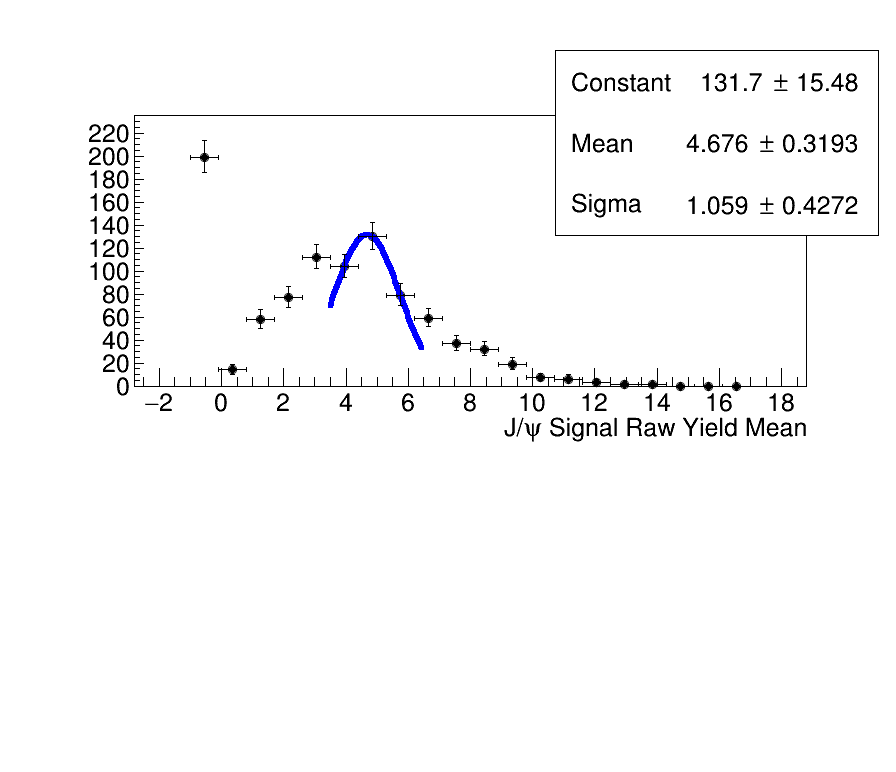 Constant 131.7 ± 15.48
Mean 4.676 ± 0.3193
Sigma 1.059 ± 0.4272
220
200
180
160
140
120
100
80
60
40
20
0
−2 0 2 4 6 8 10 12 14 16 18
J/ψ Signal Raw Yield Mean